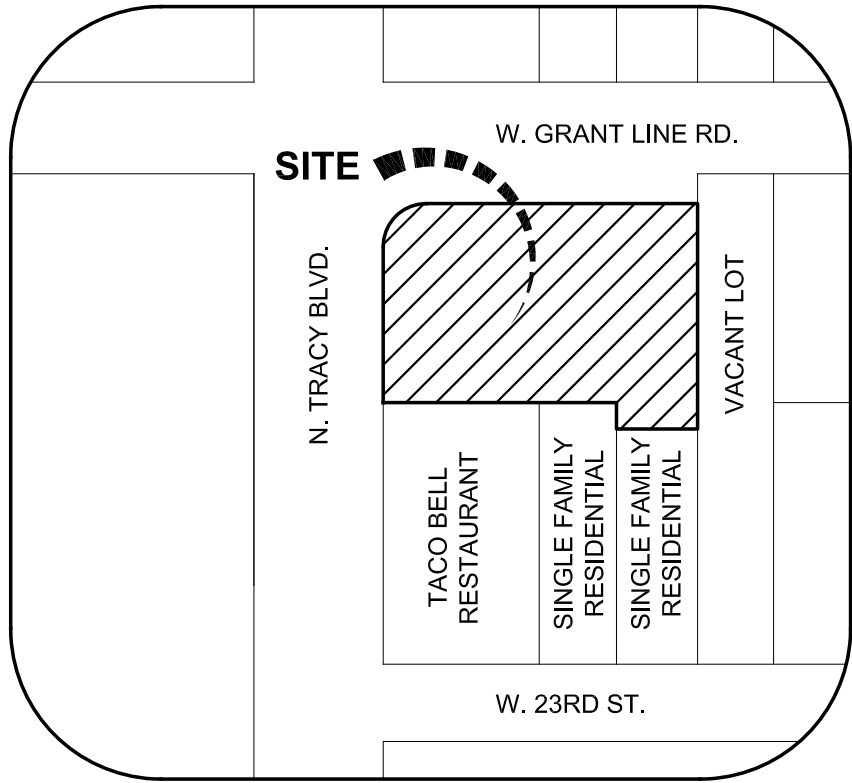 W. GRANT LINE RD.
SITE
N. TRACY BLVD.
VACANT LOT
TACO BELL
RESTAURANT
SINGLE FAMILY
RESIDENTIAL
SINGLE FAMILY
RESIDENTIAL
W. 23RD ST.